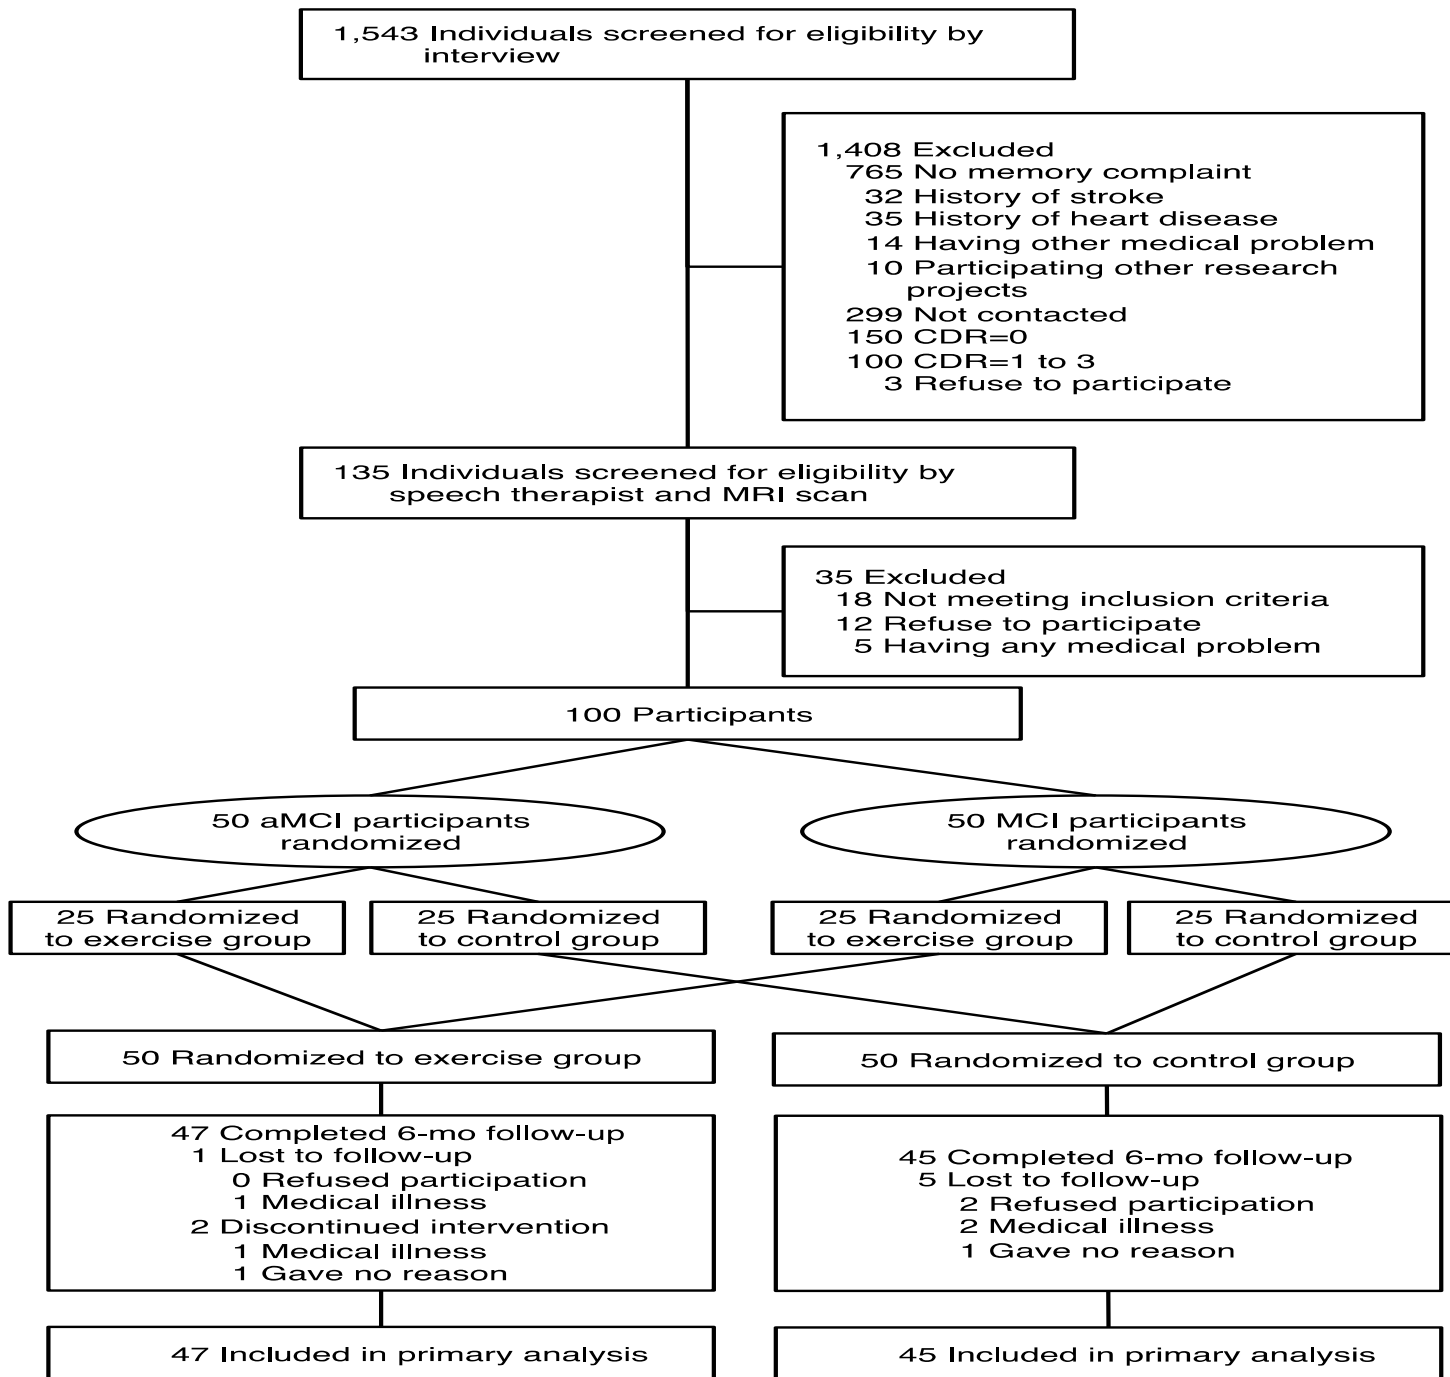 1,543 Individuals screened for eligibility by
interview
1,408 Excluded
765 No memory complaint
32 History of stroke
35 History of heart disease
14 Having other medical problem
10 Participating other research
projects
299 Not contacted
150 CDR=0
100 CDR=1 to 3
3 Refuse to participate
135 Individuals screened for eligibility by
speech therapist and MRI scan
35 Excluded
18 Not meeting inclusion criteria
12 Refuse to participate
5 Having any medical problem
100 Participants
50 aMCI participants
randomized
50 MCI participants
randomized
25 Randomized
to exercise group
25 Randomized
to control group
25 Randomized
to exercise group
25 Randomized
to control group
50 Randomized to exercise group
50 Randomized to control group
47 Completed 6-mo follow-up
1 Lost to follow-up
0 Refused participation
1 Medical illness
2 Discontinued intervention
1 Medical illness
1 Gave no reason
45 Completed 6-mo follow-up
5 Lost to follow-up
2 Refused participation
2 Medical illness
1 Gave no reason
47 Included in primary analysis
45 Included in primary analysis